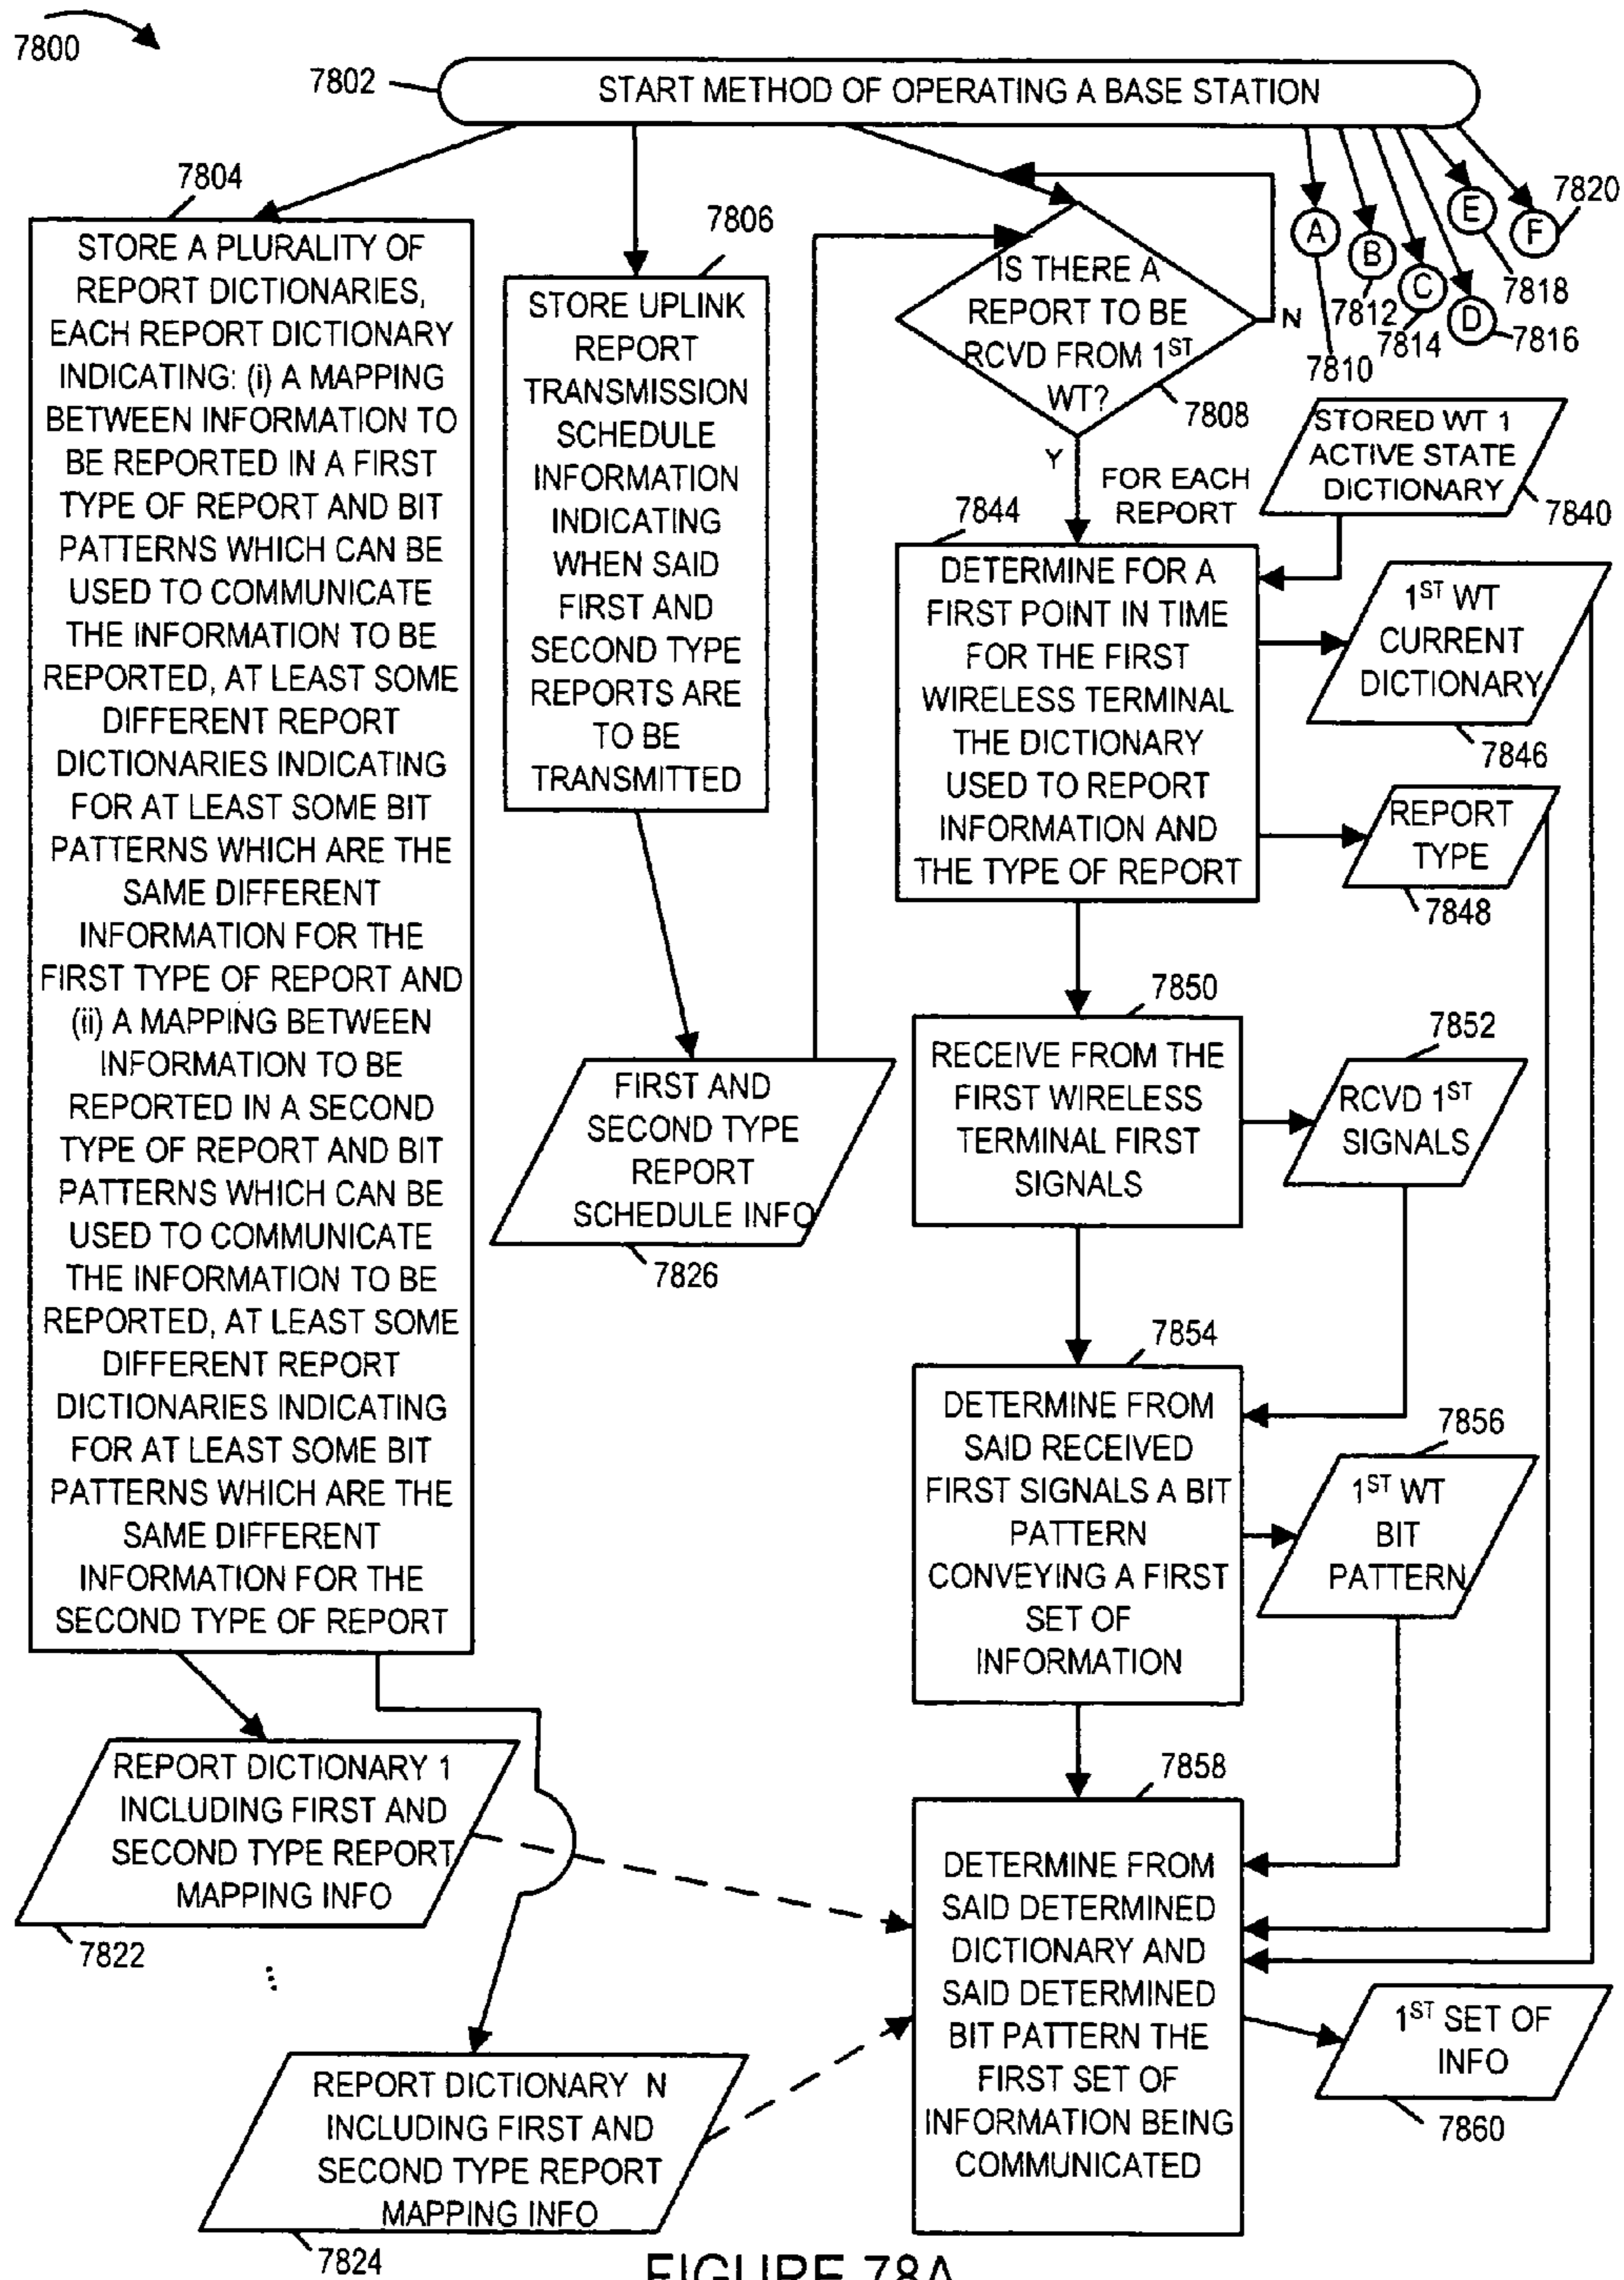 7800
7802
START METHOD OF OPERATING A BASE STATION
7804
STORE A PLURALITY OF
REPORT DICTIONARIES,
EACH REPORT DICTIONARY
INDICATING: (i) A MAPPING
BETWEEN INFORMATION TO
BE REPORTED IN A FIRST
TYPE OF REPORT AND BIT
PATTERNS WHICH CAN BE
USED TO COMMUNICATE
THE INFORMATION TO BE
REPORTED, AT LEAST SOME
DIFFERENT REPORT
DICTIONARIES INDICATING
FOR AT LEAST SOME BIT
PATTERNS WHICH ARE THE
SAME DIFFERENT
INFORMATION FOR THE
FIRST TYPE OF REPORT AND
(ii) A MAPPING BETWEEN
INFORMATION TO BE
REPORTED IN A SECOND
TYPE OF REPORT AND BIT
PATTERNS WHICH CAN BE
USED TO COMMUNICATE
THE INFORMATION TO BE
REPORTED, AT LEAST SOME
DIFFERENT REPORT
DICTIONARIES INDICATING
FOR AT LEAST SOME BIT
PATTERNS WHICH ARE THE
SAME DIFFERENT
INFORMATION FOR THE
SECOND TYPE OF REPORT
7806
STORE UPLINK
REPORT
TRANSMISSION
SCHEDULE
INFORMATION
INDICATING
WHEN SAID
FIRST AND
SECOND TYPE
REPORTS ARE
TO BE
TRANSMITTED
FIRST AND
SECOND TYPE
REPORT
SCHEDULE INFO
7826
IS THERE A
REPORT TO BE
RCVD FROM 1ST
WT?
N
7808
Y
FOR EACH
REPORT
A
7810
B
7812
C
7814
D
7816
E
7818
F
7820
STORED WT 1
ACTIVE STATE
DICTIONARY
7840
7844
DETERMINE FOR A
FIRST POINT IN TIME
FOR THE FIRST
WIRELESS TERMINAL
THE DICTIONARY
USED TO REPORT
INFORMATION AND
THE TYPE OF REPORT
1ST WT
CURRENT
DICTIONARY
7846
REPORT
TYPE
7848
7850
RECEIVE FROM THE
FIRST WIRELESS
TERMINAL FIRST
SIGNALS
7852
RCVD 1ST
SIGNALS
7854
DETERMINE FROM
SAID RECEIVED
FIRST SIGNALS A BIT
PATTERN
CONVEYING A FIRST
SET OF
INFORMATION
7856
1ST WT
BIT
PATTERN
7858
DETERMINE FROM
SAID DETERMINED
DICTIONARY AND
SAID DETERMINED
BIT PATTERN THE
FIRST SET OF
INFORMATION BEING
COMMUNICATED
1ST SET OF
INFO
7860
REPORT DICTIONARY 1
INCLUDING FIRST AND
SECOND TYPE REPORT
MAPPING INFO
7822
...
REPORT DICTIONARY N
INCLUDING FIRST AND
SECOND TYPE REPORT
MAPPING INFO
7824
FIGURE 78A